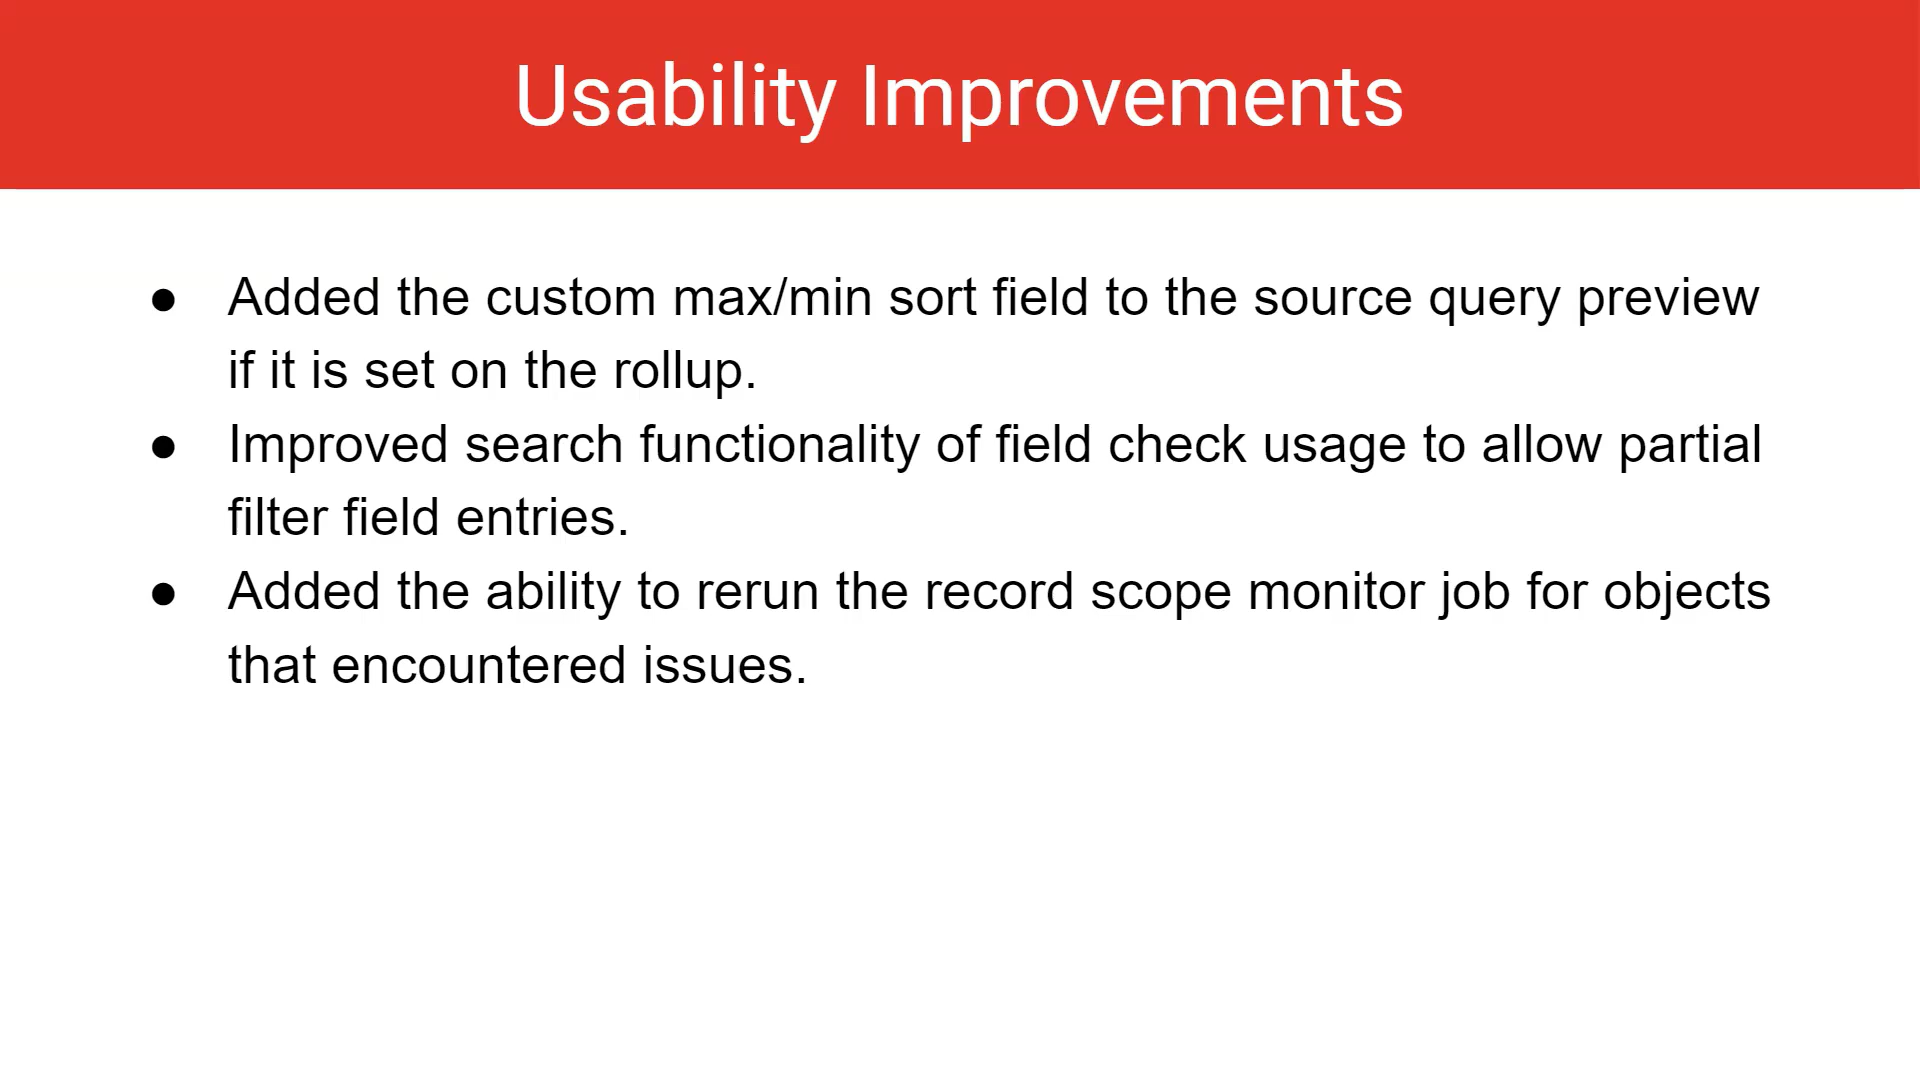 Usability Improvements
● Added the custom max/min sort field to the source query preview
if it is set on the rollup.
● Improved search functionality of field check usage to allow partial
filter field entries.
● Added the ability to rerun the record scope monitor job for objects
that encountered issues.